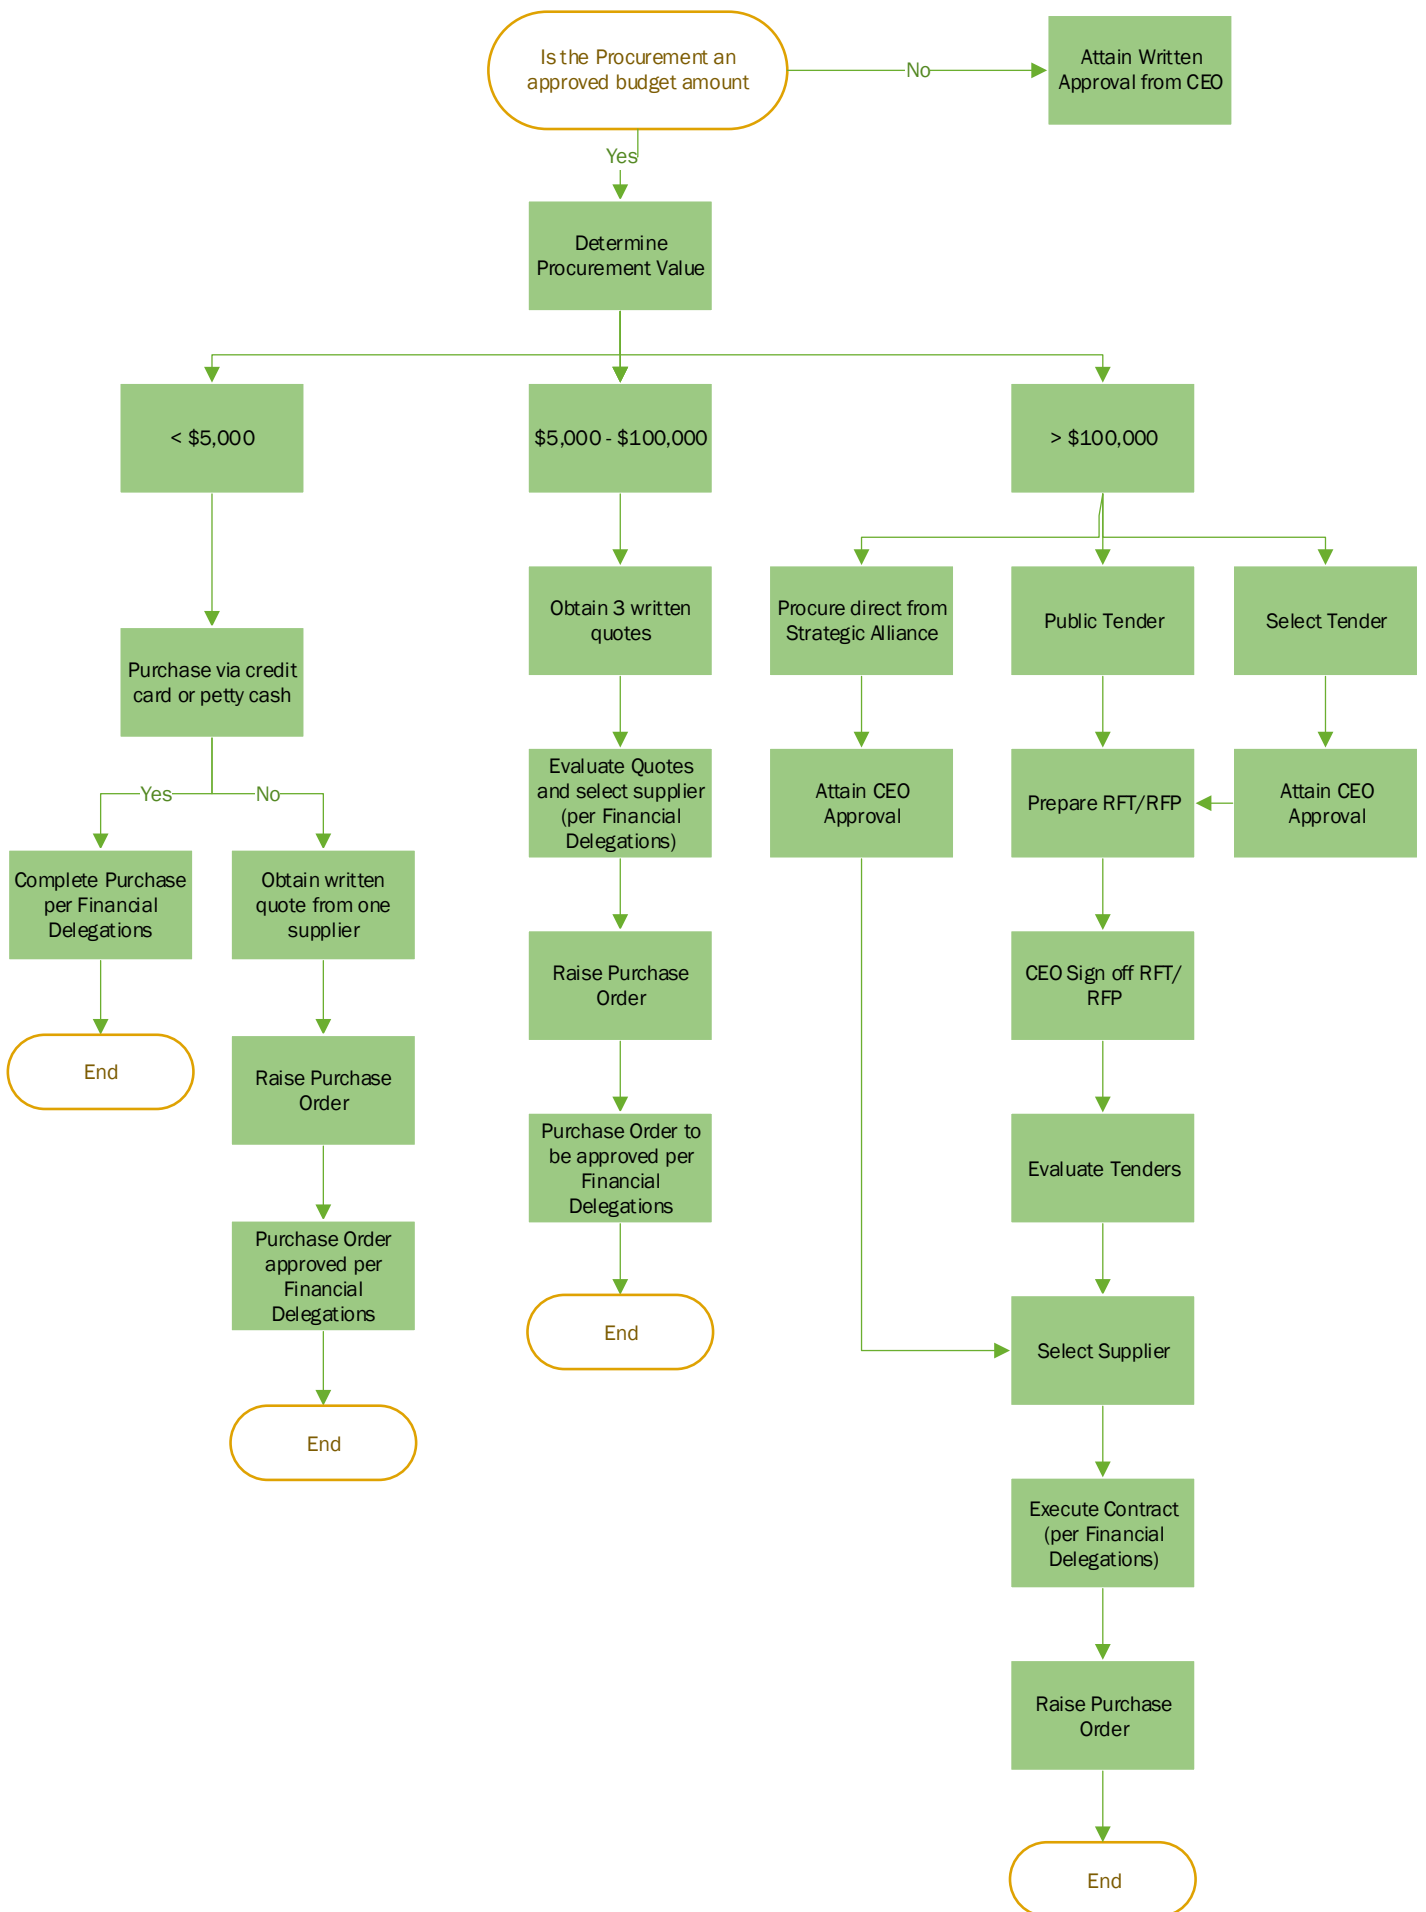 Is the Procurement an
approved budget amount
No
Attain Written
Approval from CEO
Yes
Determine
Procurement Value
< $5,000
$5,000 - $100,000
> $100,000
Purchase via credit
card or petty cash
Yes
No
Complete Purchase
per Financial
Delegations
End
Obtain written
quote from one
supplier
Raise Purchase
Order
Purchase Order
approved per
Financial
Delegations
End
Obtain 3 written
quotes
Evaluate Quotes
and select supplier
(per Financial
Delegations)
Raise Purchase
Order
Purchase Order to
be approved per
Financial
Delegations
End
Procure direct from
Strategic Alliance
Attain CEO
Approval
Public Tender
Prepare RFT/RFP
Select Tender
Attain CEO
Approval
CEO Sign off RFT/
RFP
Evaluate Tenders
Select Supplier
Execute Contract
(per Financial
Delegations)
Raise Purchase
Order
End